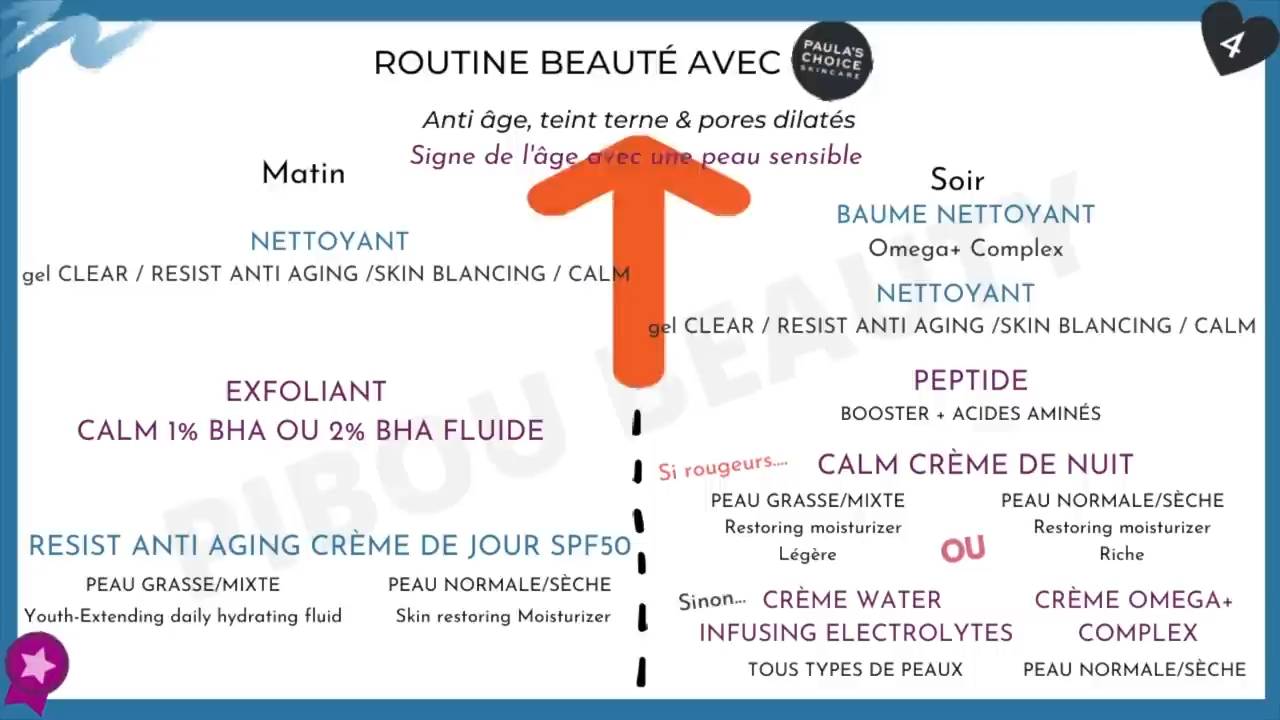 ROUTINE BEAUTÉ AVEC
PAULA'S
CHOICE
SKINCARE
4
Anti âge, teint terne & pores dilatés
Signe de l'âge avec une peau sensible
Matin
NETTOYANT
gel CLEAR / RESIST ANTI AGING /SKIN BLANCING / CALM
EXFOLIANT
CALM 1% BHA OU 2% BHA FLUIDE
RESIST ANTI AGING CRÈME DE JOUR SPF50
PEAU GRASSE/MIXTE
Youth-Extending daily hydrating fluid
PEAU NORMALE/SÈCHE
Skin restoring Moisturizer
Soir
BAUME NETTOYANT
Omega+ Complex
NETTOYANT
gel CLEAR / RESIST ANTI AGING /SKIN BLANCING / CALM
PEPTIDE
BOOSTER + ACIDES AMINÉS
Si rougeurs.... CALM CRÈME DE NUIT
PEAU GRASSE/MIXTE
Restoring moisturizer
Légère
OU
PEAU NORMALE/SÈCHE
Restoring moisturizer
Riche
Sinon... CRÈME WATER
INFUSING ELECTROLYTES
TOUS TYPES DE PEAUX
CRÈME OMEGA+
COMPLEX
PEAU NORMALE/SÈCHE
PIBOU BEAUTY